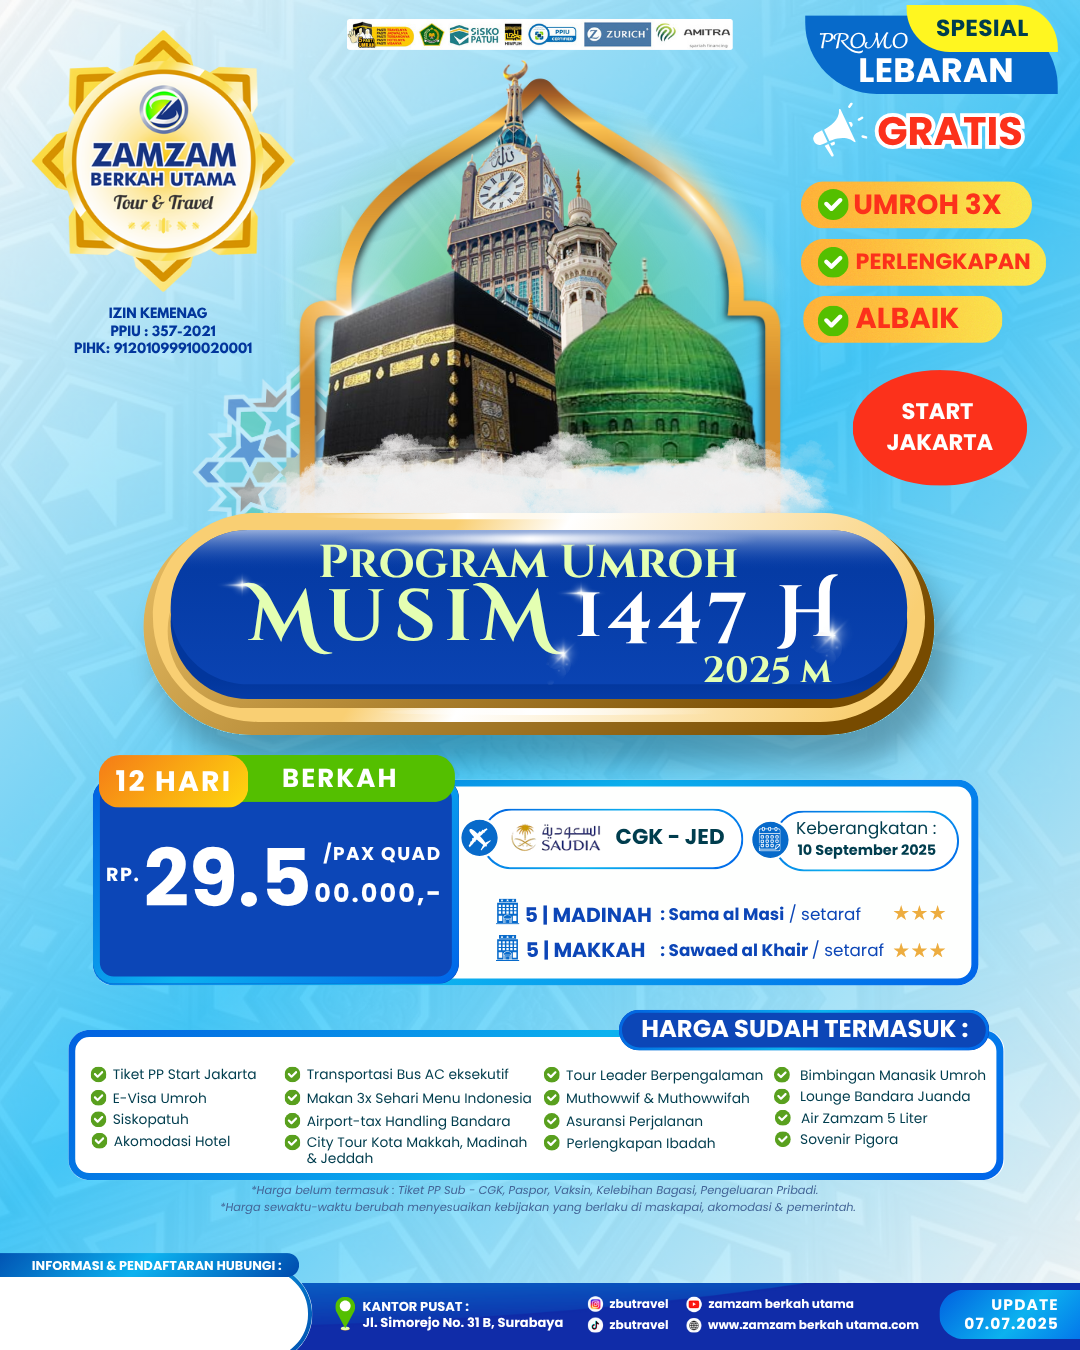 ZAMZAM
BERKAH UTAMA
Tour & Travel
IZIN KEMENAG
PPIU : 357-2021
PIHK: 91201099910020001
SISKO
PATUH
PPIU
CERTIFIED
ZURICH
AMITRA
SPESIAL
PROMO
LEBARAN
GRATIS
UMROH 3X
PERLENGKAPAN
ALBAIK
START
JAKARTA
PROGRAM UMROH
MUSIM 1447 H
2025 M
12 HARI
BERKAH
RP. 29.500.000,-
/PAX QUAD
السعودية
SAUDIA
CGK - JED
Keberangkatan :
10 September 2025
5 | MADINAH : Sama al Masi / setaraf
5 | MAKKAH : Sawaed al Khair / setaraf
HARGA SUDAH TERMASUK :
Tiket PP Start Jakarta
E-Visa Umroh
Siskopatuh
Akomodasi Hotel
Transportasi Bus AC eksekutif
Makan 3x Sehari Menu Indonesia
Airport-tax Handling Bandara
City Tour Kota Makkah, Madinah
& Jeddah
Tour Leader Berpengalaman
Muthowwif & Muthowwifah
Asuransi Perjalanan
Perlengkapan Ibadah
Bimbingan Manasik Umroh
Lounge Bandara Juanda
Air Zamzam 5 Liter
Sovenir Pigora
*Harga belum termasuk : Tiket PP Sub - CGK, Paspor, Vaksin, Kelebihan Bagasi, Pengeluaran Pribadi.
*Harga sewaktu-waktu berubah menyesuaikan kebijakan yang berlaku di maskapai, akomodasi & pemerintah.
INFORMASI & PENDAFTARAN HUBUNGI :
KANTOR PUSAT :
Jl. Simorejo No. 31 B, Surabaya
zbutravel
zbutravel
zamzam berkah utama
www.zamzam berkah utama.com
UPDATE
07.07.2025